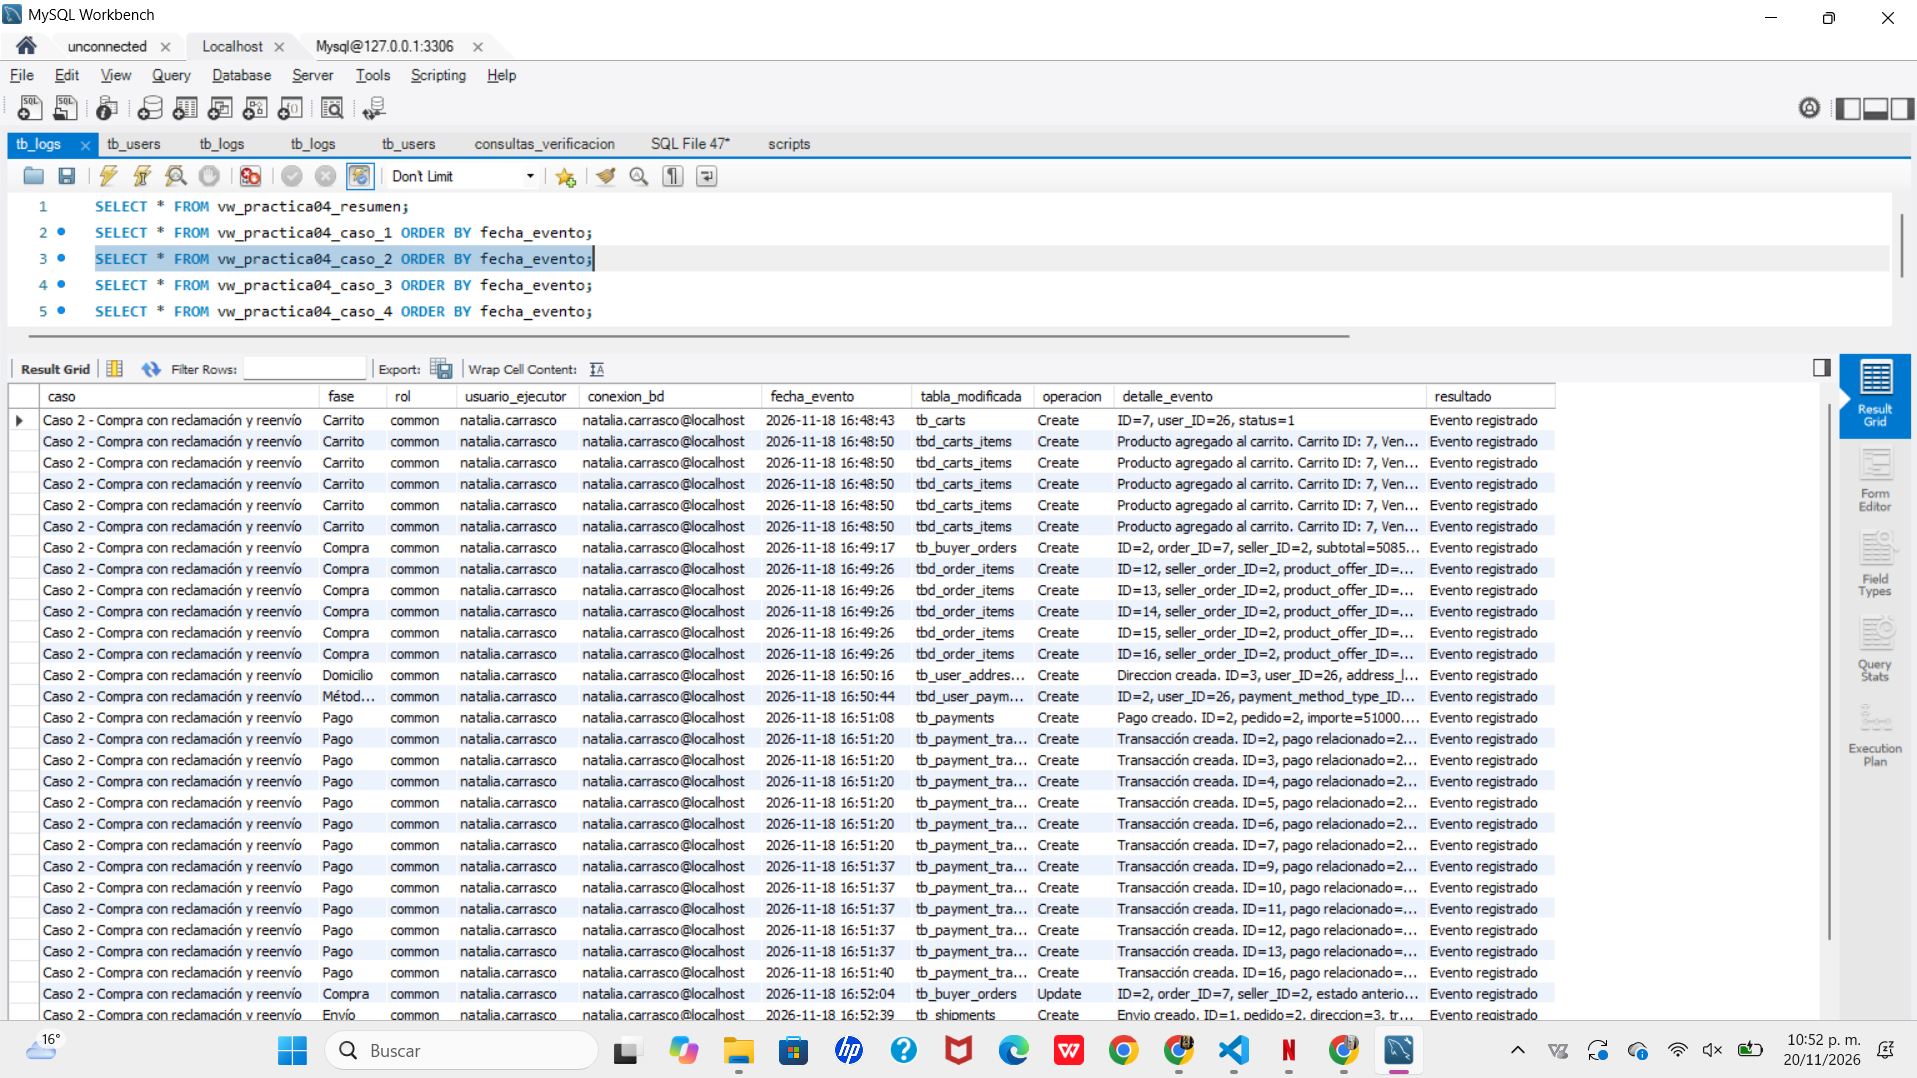 MySQL Workbench
unconnected Localhost Mysql@127.0.0.1:3306
File Edit View Query Database Server Tools Scripting Help
tb_logs tb_users tb_logs tb_logs tb_users consultas_verificacion SQL File 47* scripts
Don't Limit
1 SELECT * FROM vw_practica04_resumen;
2 SELECT * FROM vw_practica04_caso_1 ORDER BY fecha_evento;
3 SELECT * FROM vw_practica04_caso_2 ORDER BY fecha_evento;
4 SELECT * FROM vw_practica04_caso_3 ORDER BY fecha_evento;
5 SELECT * FROM vw_practica04_caso_4 ORDER BY fecha_evento;
Result Grid Filter Rows: Export: Wrap Cell Content:
caso fase rol usuario_ejecutor conexion_bd fecha_evento tabla_modificada operacion detalle_evento resultado
Caso 2 - Compra con reclamación y reenvío Carrito common natalia.carrasco natalia.carrasco@localhost 2026-11-18 16:48:43 tb_carts Create ID=7, user_ID=26, status=1 Evento registrado
Caso 2 - Compra con reclamación y reenvío Carrito common natalia.carrasco natalia.carrasco@localhost 2026-11-18 16:48:50 tbd_carts_items Create Producto agregado al carrito. Carrito ID: 7, Ven... Evento registrado
Caso 2 - Compra con reclamación y reenvío Carrito common natalia.carrasco natalia.carrasco@localhost 2026-11-18 16:48:50 tbd_carts_items Create Producto agregado al carrito. Carrito ID: 7, Ven... Evento registrado
Caso 2 - Compra con reclamación y reenvío Carrito common natalia.carrasco natalia.carrasco@localhost 2026-11-18 16:48:50 tbd_carts_items Create Producto agregado al carrito. Carrito ID: 7, Ven... Evento registrado
Caso 2 - Compra con reclamación y reenvío Carrito common natalia.carrasco natalia.carrasco@localhost 2026-11-18 16:48:50 tbd_carts_items Create Producto agregado al carrito. Carrito ID: 7, Ven... Evento registrado
Caso 2 - Compra con reclamación y reenvío Carrito common natalia.carrasco natalia.carrasco@localhost 2026-11-18 16:48:50 tbd_carts_items Create Producto agregado al carrito. Carrito ID: 7, Ven... Evento registrado
Caso 2 - Compra con reclamación y reenvío Compra common natalia.carrasco natalia.carrasco@localhost 2026-11-18 16:49:17 tb_buyer_orders Create ID=2, order_ID=7, seller_ID=2, subtotal=5085... Evento registrado
Caso 2 - Compra con reclamación y reenvío Compra common natalia.carrasco natalia.carrasco@localhost 2026-11-18 16:49:26 tbd_order_items Create ID=12, seller_order_ID=2, product_offer_ID=... Evento registrado
Caso 2 - Compra con reclamación y reenvío Compra common natalia.carrasco natalia.carrasco@localhost 2026-11-18 16:49:26 tbd_order_items Create ID=13, seller_order_ID=2, product_offer_ID=... Evento registrado
Caso 2 - Compra con reclamación y reenvío Compra common natalia.carrasco natalia.carrasco@localhost 2026-11-18 16:49:26 tbd_order_items Create ID=14, seller_order_ID=2, product_offer_ID=... Evento registrado
Caso 2 - Compra con reclamación y reenvío Compra common natalia.carrasco natalia.carrasco@localhost 2026-11-18 16:49:26 tbd_order_items Create ID=15, seller_order_ID=2, product_offer_ID=... Evento registrado
Caso 2 - Compra con reclamación y reenvío Compra common natalia.carrasco natalia.carrasco@localhost 2026-11-18 16:49:26 tbd_order_items Create ID=16, seller_order_ID=2, product_offer_ID=... Evento registrado
Caso 2 - Compra con reclamación y reenvío Domicilio common natalia.carrasco natalia.carrasco@localhost 2026-11-18 16:50:16 tb_user_addres... Create Direccion creada. ID=3, user_ID=26, address_l... Evento registrado
Caso 2 - Compra con reclamación y reenvío Métod... common natalia.carrasco natalia.carrasco@localhost 2026-11-18 16:50:44 tbd_user_paym... Create ID=2, user_ID=26, payment_method_type_ID... Evento registrado
Caso 2 - Compra con reclamación y reenvío Pago common natalia.carrasco natalia.carrasco@localhost 2026-11-18 16:51:08 tb_payments Create Pago creado. ID=2, pedido=2, importe=51000.... Evento registrado
Caso 2 - Compra con reclamación y reenvío Pago common natalia.carrasco natalia.carrasco@localhost 2026-11-18 16:51:20 tb_payment_tra... Create Transacción creada. ID=2, pago relacionado=2... Evento registrado
Caso 2 - Compra con reclamación y reenvío Pago common natalia.carrasco natalia.carrasco@localhost 2026-11-18 16:51:20 tb_payment_tra... Create Transacción creada. ID=3, pago relacionado=2... Evento registrado
Caso 2 - Compra con reclamación y reenvío Pago common natalia.carrasco natalia.carrasco@localhost 2026-11-18 16:51:20 tb_payment_tra... Create Transacción creada. ID=4, pago relacionado=2... Evento registrado
Caso 2 - Compra con reclamación y reenvío Pago common natalia.carrasco natalia.carrasco@localhost 2026-11-18 16:51:20 tb_payment_tra... Create Transacción creada. ID=5, pago relacionado=2... Evento registrado
Caso 2 - Compra con reclamación y reenvío Pago common natalia.carrasco natalia.carrasco@localhost 2026-11-18 16:51:20 tb_payment_tra... Create Transacción creada. ID=6, pago relacionado=2... Evento registrado
Caso 2 - Compra con reclamación y reenvío Pago common natalia.carrasco natalia.carrasco@localhost 2026-11-18 16:51:20 tb_payment_tra... Create Transacción creada. ID=7, pago relacionado=2... Evento registrado
Caso 2 - Compra con reclamación y reenvío Pago common natalia.carrasco natalia.carrasco@localhost 2026-11-18 16:51:37 tb_payment_tra... Create Transacción creada. ID=9, pago relacionado=2... Evento registrado
Caso 2 - Compra con reclamación y reenvío Pago common natalia.carrasco natalia.carrasco@localhost 2026-11-18 16:51:37 tb_payment_tra... Create Transacción creada. ID=10, pago relacionado=... Evento registrado
Caso 2 - Compra con reclamación y reenvío Pago common natalia.carrasco natalia.carrasco@localhost 2026-11-18 16:51:37 tb_payment_tra... Create Transacción creada. ID=11, pago relacionado=... Evento registrado
Caso 2 - Compra con reclamación y reenvío Pago common natalia.carrasco natalia.carrasco@localhost 2026-11-18 16:51:37 tb_payment_tra... Create Transacción creada. ID=12, pago relacionado=... Evento registrado
Caso 2 - Compra con reclamación y reenvío Pago common natalia.carrasco natalia.carrasco@localhost 2026-11-18 16:51:37 tb_payment_tra... Create Transacción creada. ID=13, pago relacionado=... Evento registrado
Caso 2 - Compra con reclamación y reenvío Pago common natalia.carrasco natalia.carrasco@localhost 2026-11-18 16:51:40 tb_payment_tra... Create Transacción creada. ID=16, pago relacionado=... Evento registrado
Caso 2 - Compra con reclamación y reenvío Compra common natalia.carrasco natalia.carrasco@localhost 2026-11-18 16:52:04 tb_buyer_orders Update ID=2, order_ID=7, seller_ID=2, estado anterio... Evento registrado
Caso 2 - Compra con reclamación y reenvío Envío common natalia.carrasco natalia.carrasco@localhost 2026-11-18 16:52:39 tb_shipments Create Envio creado. ID=1, pedido=2, direccion=3, tr... Evento registrado
Result
Grid
Form
Editor
Field
Types
Query
Stats
Execution
Plan
16°
Buscar
10:52 p. m.
20/11/2026